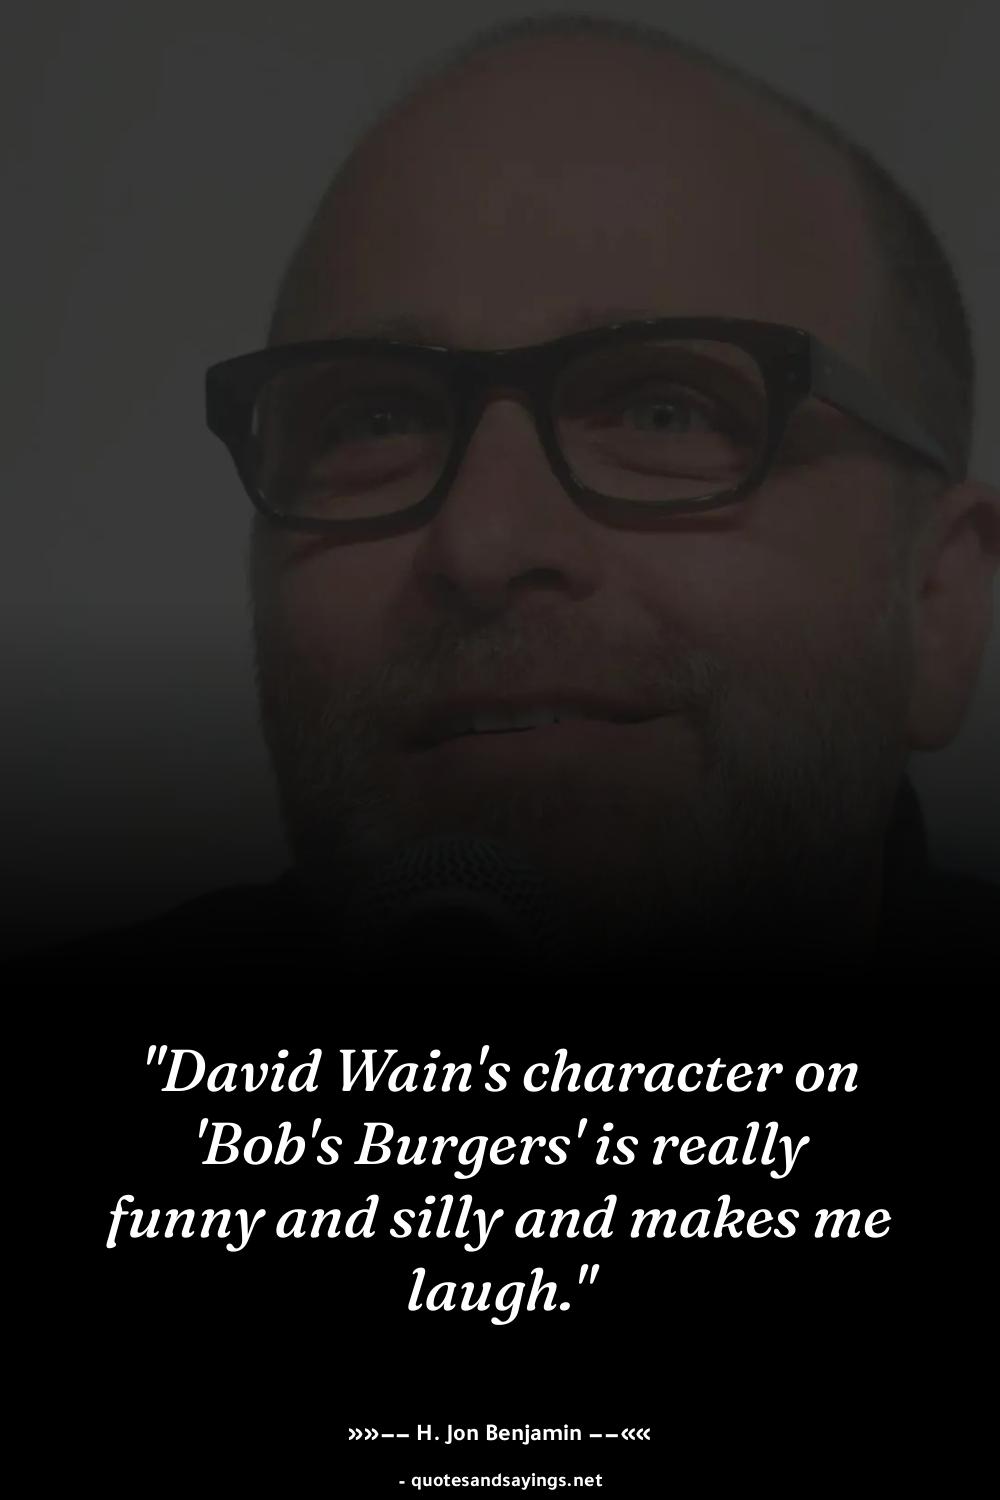 "David Wain's character on
'Bob's Burgers' is really
funny and silly and makes me
laugh."
»»−− H. Jon Benjamin −−««
- quotesandsayings.net